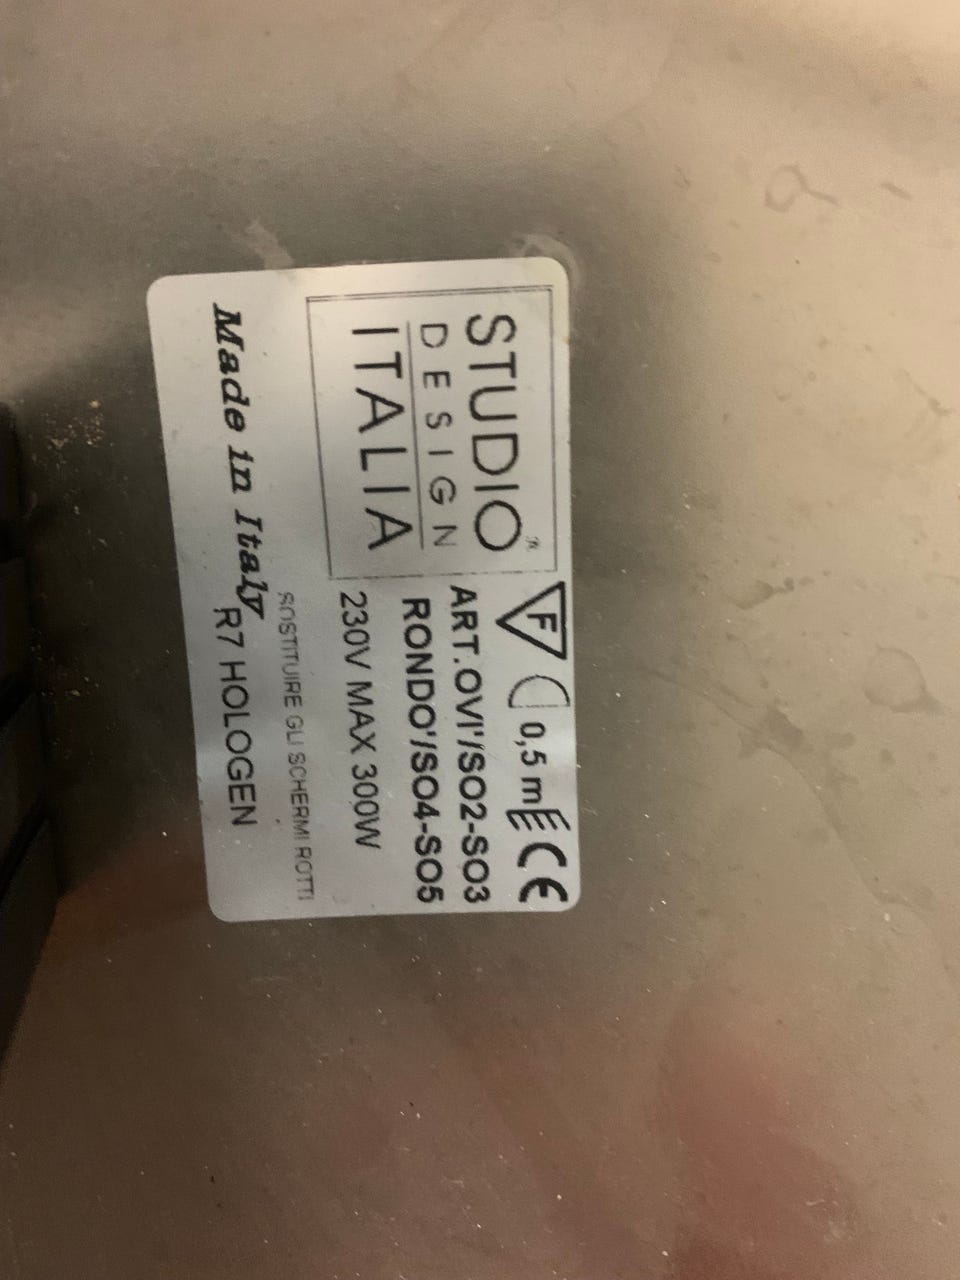 STUDIO
DESIGN
ITALIA
F 0,5 m CE
ART.OVI'/SO2-SO3
RONDO'/SO4-SO5
230V MAX 300W
SOSTITUIRE GLI SCHERMI ROTTI
Made in Italy
R7 HOLOGEN